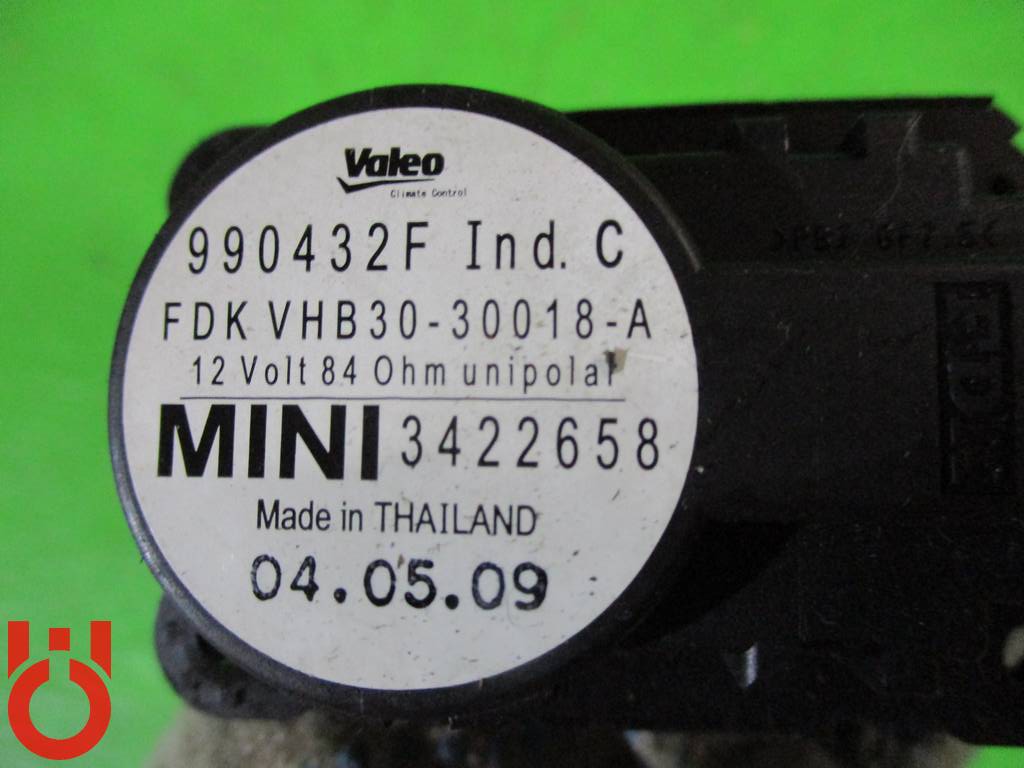 Valeo
Climate Control
990432F Ind. C
FDK VHB30-30018-A
12 Volt 84 Ohm unipolar
MINI 3422658
Made in THAILAND
04.05.09